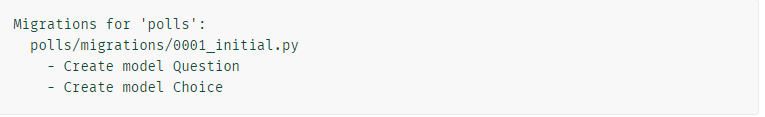 Migrations for 'polls':
  polls/migrations/0001_initial.py
    - Create model Question
    - Create model Choice